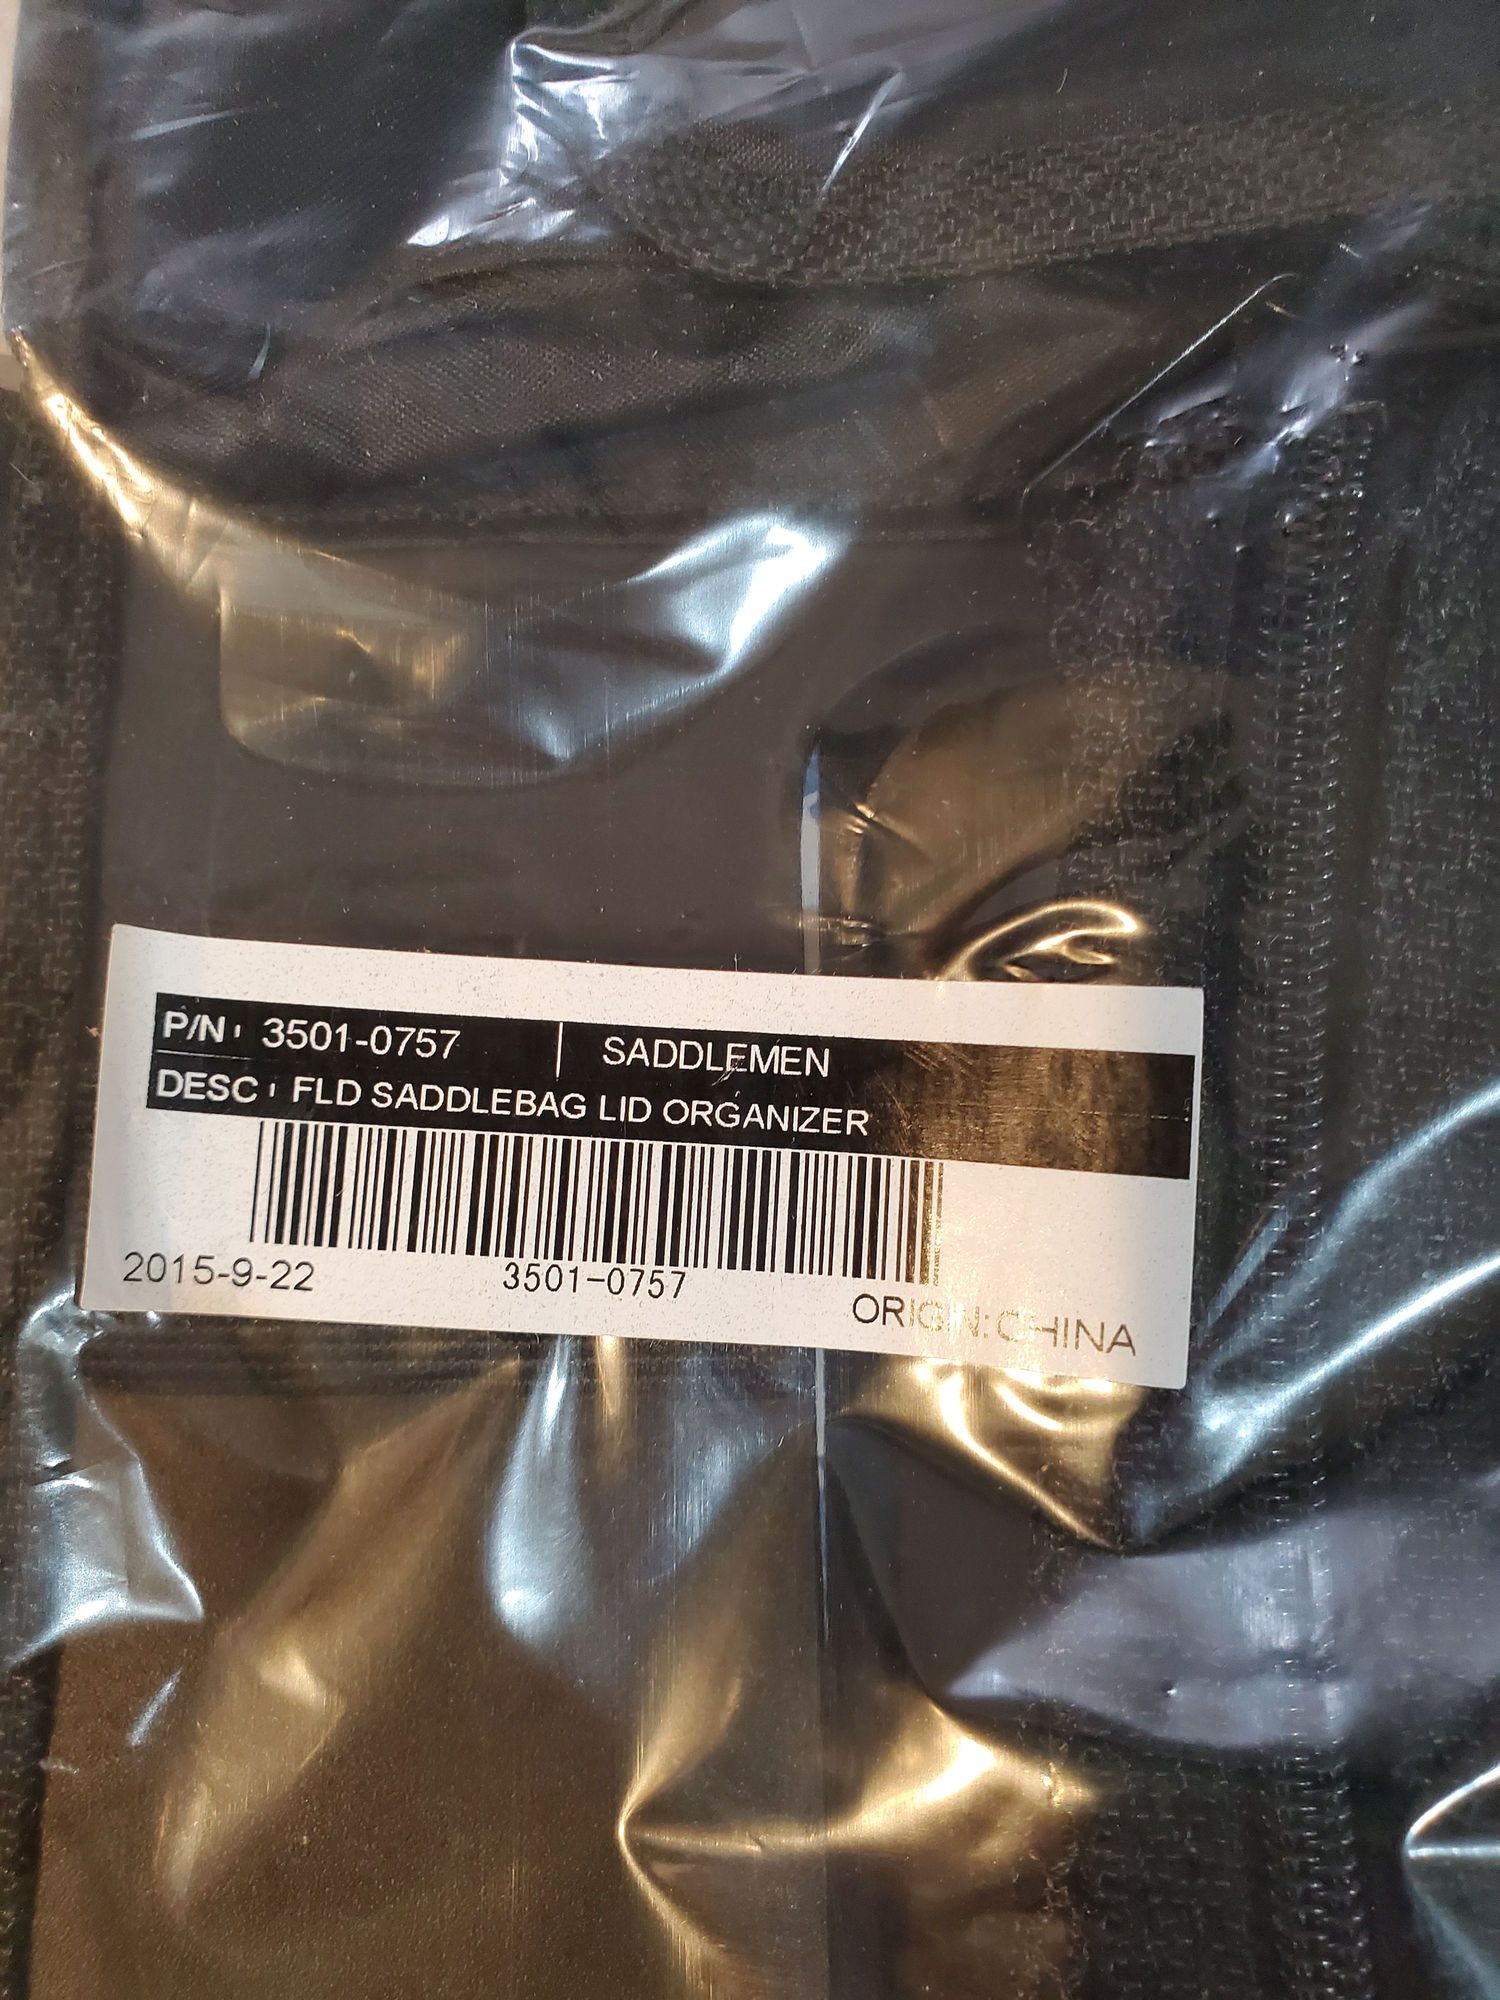 P/N: 3501-0757 | SADDLEMEN
DESC: FLD SADDLEBAG LID ORGANIZER
2015-9-22
3501-0757
ORIGIN:CHINA